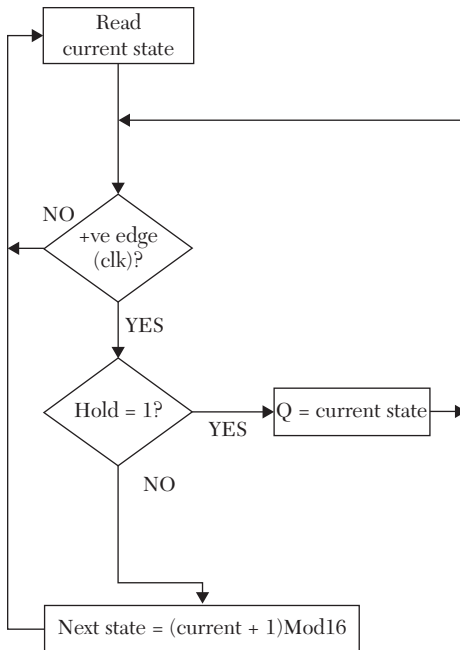 Read
current state
NO
+ve edge
(clk)?
YES
Hold = 1?
YES
Q = current state
NO
Next state = (current + 1)Mod16